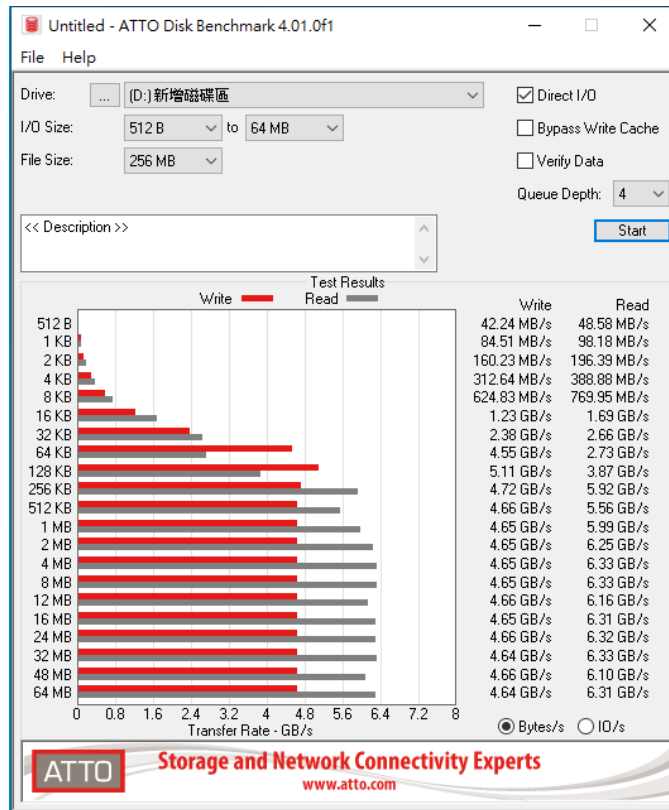 Untitled - ATTO Disk Benchmark 4.01.0f1
File Help
Drive: ... (D:)新增磁碟區
Direct I/O
I/O Size: 512 B to 64 MB
Bypass Write Cache
File Size: 256 MB
Verify Data
Queue Depth: 4
<< Description >>
Start
Test Results
Write Read
Write Read
512 B 42.24 MB/s 48.58 MB/s
1 KB 84.51 MB/s 98.18 MB/s
2 KB 160.23 MB/s 196.39 MB/s
4 KB 312.64 MB/s 388.88 MB/s
8 KB 624.83 MB/s 769.95 MB/s
16 KB 1.23 GB/s 1.69 GB/s
32 KB 2.38 GB/s 2.66 GB/s
64 KB 4.55 GB/s 2.73 GB/s
128 KB 5.11 GB/s 3.87 GB/s
256 KB 4.72 GB/s 5.92 GB/s
512 KB 4.66 GB/s 5.56 GB/s
1 MB 4.65 GB/s 5.99 GB/s
2 MB 4.65 GB/s 6.25 GB/s
4 MB 4.65 GB/s 6.33 GB/s
8 MB 4.65 GB/s 6.33 GB/s
12 MB 4.66 GB/s 6.16 GB/s
16 MB 4.65 GB/s 6.31 GB/s
24 MB 4.66 GB/s 6.32 GB/s
32 MB 4.64 GB/s 6.33 GB/s
48 MB 4.66 GB/s 6.10 GB/s
64 MB 4.64 GB/s 6.31 GB/s
0 0.8 1.6 2.4 3.2 4 4.8 5.6 6.4 7.2 8
Transfer Rate - GB/s
Bytes/s IO/s
ATTO
Storage and Network Connectivity Experts
www.atto.com